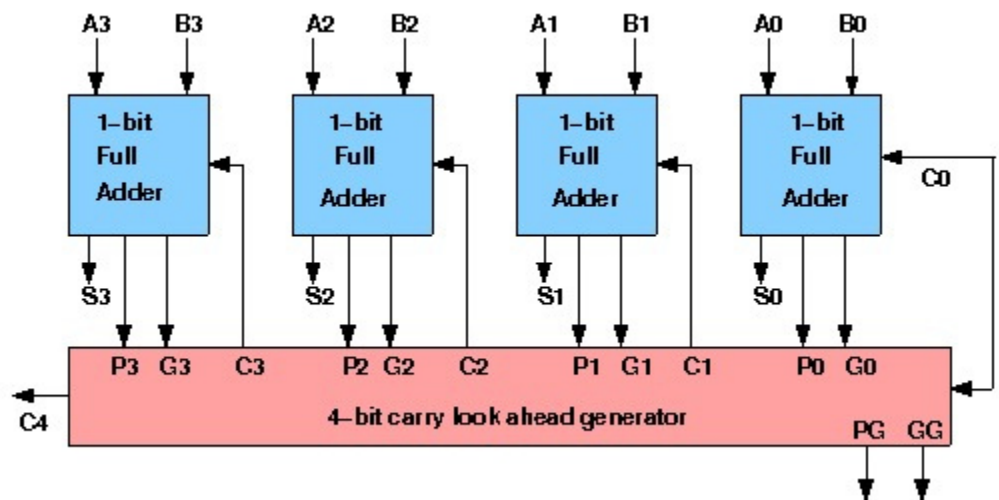 A3 B3 A2 B2 A1 B1 A0 B0
1-bit Full Adder
1-bit Full Adder
1-bit Full Adder
1-bit Full Adder
C0
S3 S2 S1 S0
P3 G3 C3 P2 G2 C2 P1 G1 C1 P0 G0
4-bit carry look ahead generator
C4
PG GG